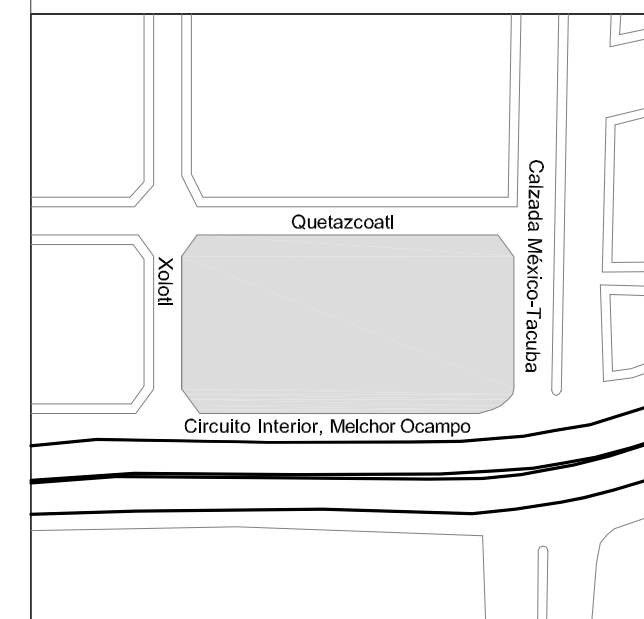 Quetazcoatl
Xolotl
Calzada México-Tacuba
Circuito Interior, Melchor Ocampo